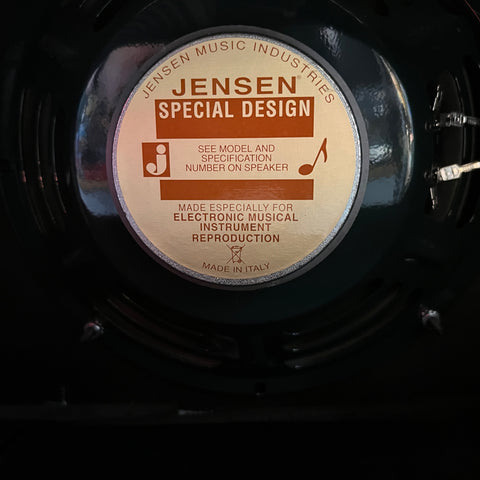 JENSEN MUSIC INDUSTRIES
JENSEN®
SPECIAL DESIGN
j
SEE MODEL AND
SPECIFICATION
NUMBER ON SPEAKER
MADE ESPECIALLY FOR
ELECTRONIC MUSICAL
INSTRUMENT
REPRODUCTION
MADE IN ITALY